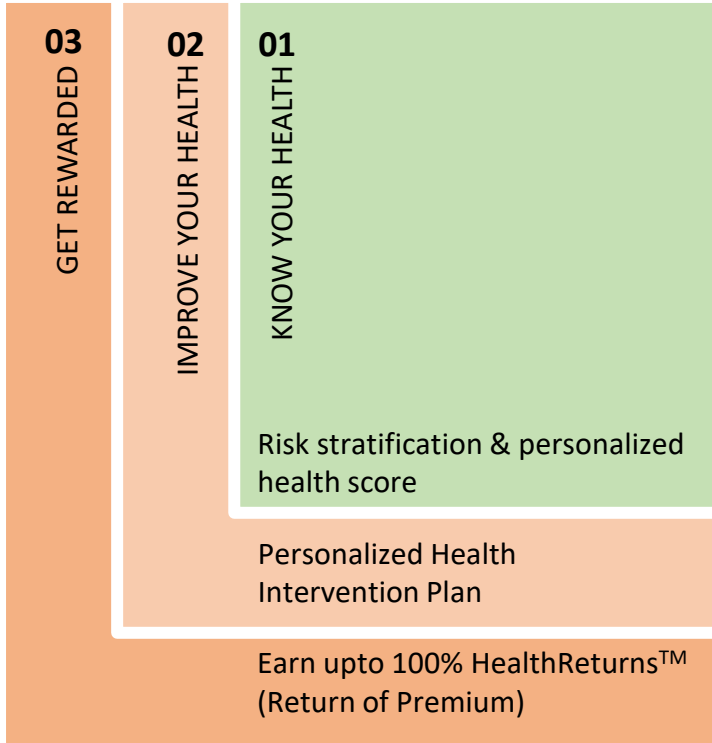 03
GET REWARDED
02
IMPROVE YOUR HEALTH
01
KNOW YOUR HEALTH
Risk stratification & personalized
health score
Personalized Health
Intervention Plan
Earn upto 100% HealthReturns™
(Return of Premium)